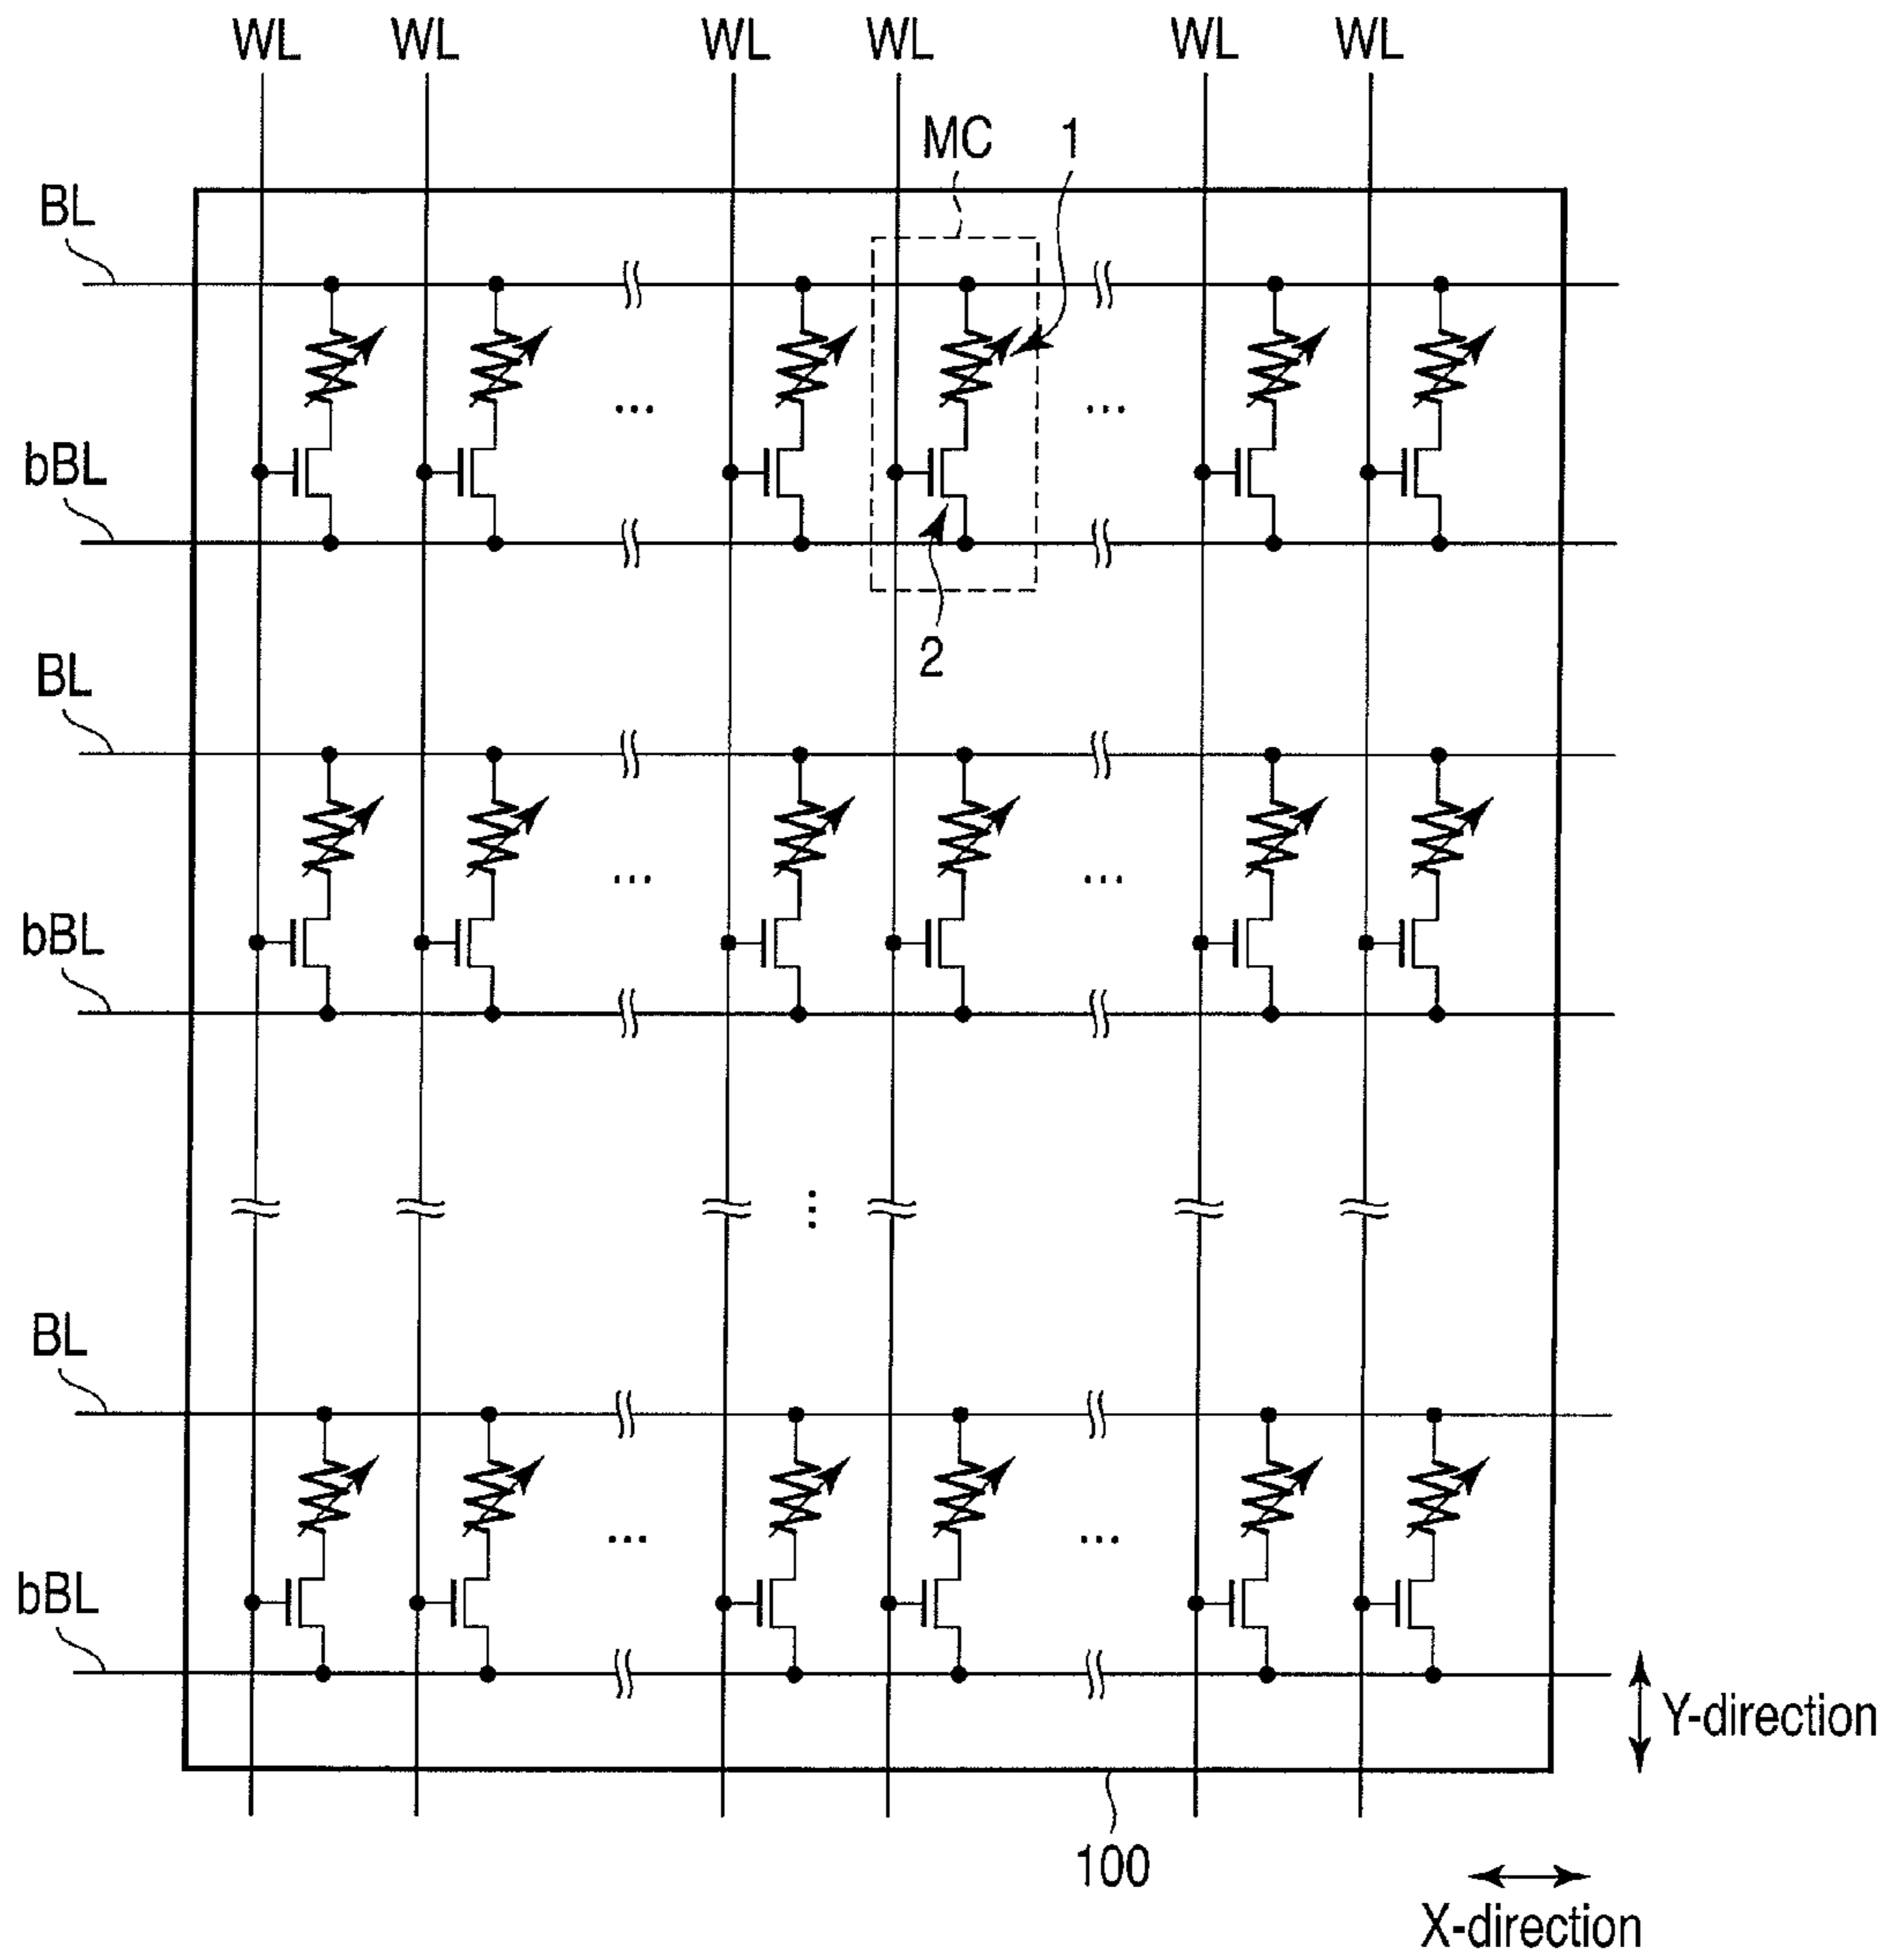 WL WL WL WL WL WL
MC 1
BL
bBL
2
BL
bBL
BL
bBL
Y-direction
100
X-direction